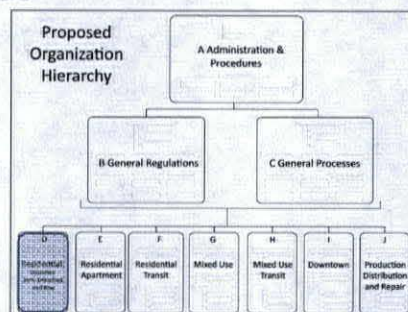 Proposed
Organization
Hierarchy
A Administration &
Procedures
B General Regulations
C General Processes
D
Residential
E
Residential
Apartment
F
Residential
Transit
G
Mixed Use
H
Mixed Use
Transit
I
Downtown
J
Production
Distribution
and Repair